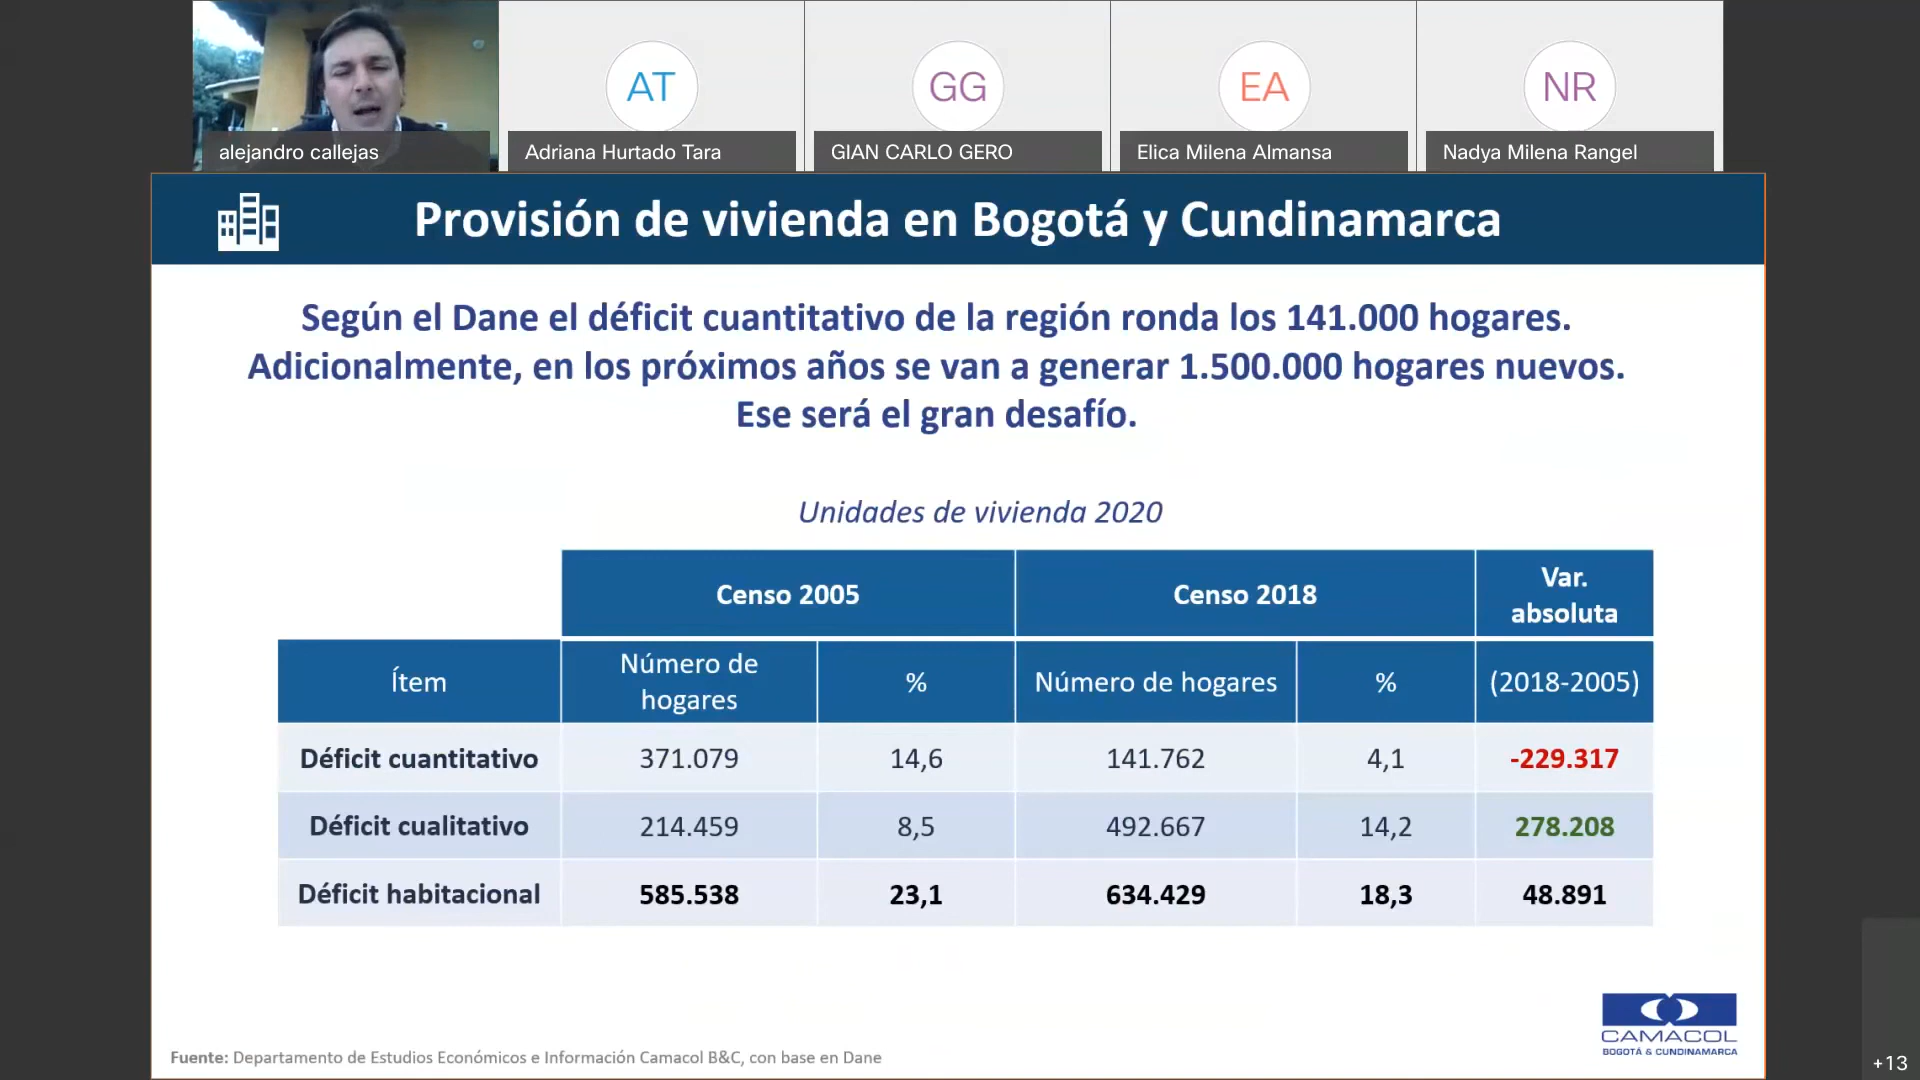 AT
GG
EA
NR
alejandro callejas
Adriana Hurtado Tara
GIAN CARLO GERO
Elica Milena Almansa
Nadya Milena Rangel
Provisión de vivienda en Bogotá y Cundinamarca
Según el Dane el déficit cuantitativo de la región ronda los 141.000 hogares.
Adicionalmente, en los próximos años se van a generar 1.500.000 hogares nuevos.
Ese será el gran desafío.
Unidades de vivienda 2020
Censo 2005 Censo 2018 Var. absoluta
Ítem Número de hogares % Número de hogares % (2018-2005)
Déficit cuantitativo 371.079 14,6 141.762 4,1 -229.317
Déficit cualitativo 214.459 8,5 492.667 14,2 278.208
Déficit habitacional 585.538 23,1 634.429 18,3 48.891
CAMACOL
BOGOTÁ & CUNDINAMARCA
Fuente: Departamento de Estudios Económicos e Información Camacol B&C, con base en Dane
+13